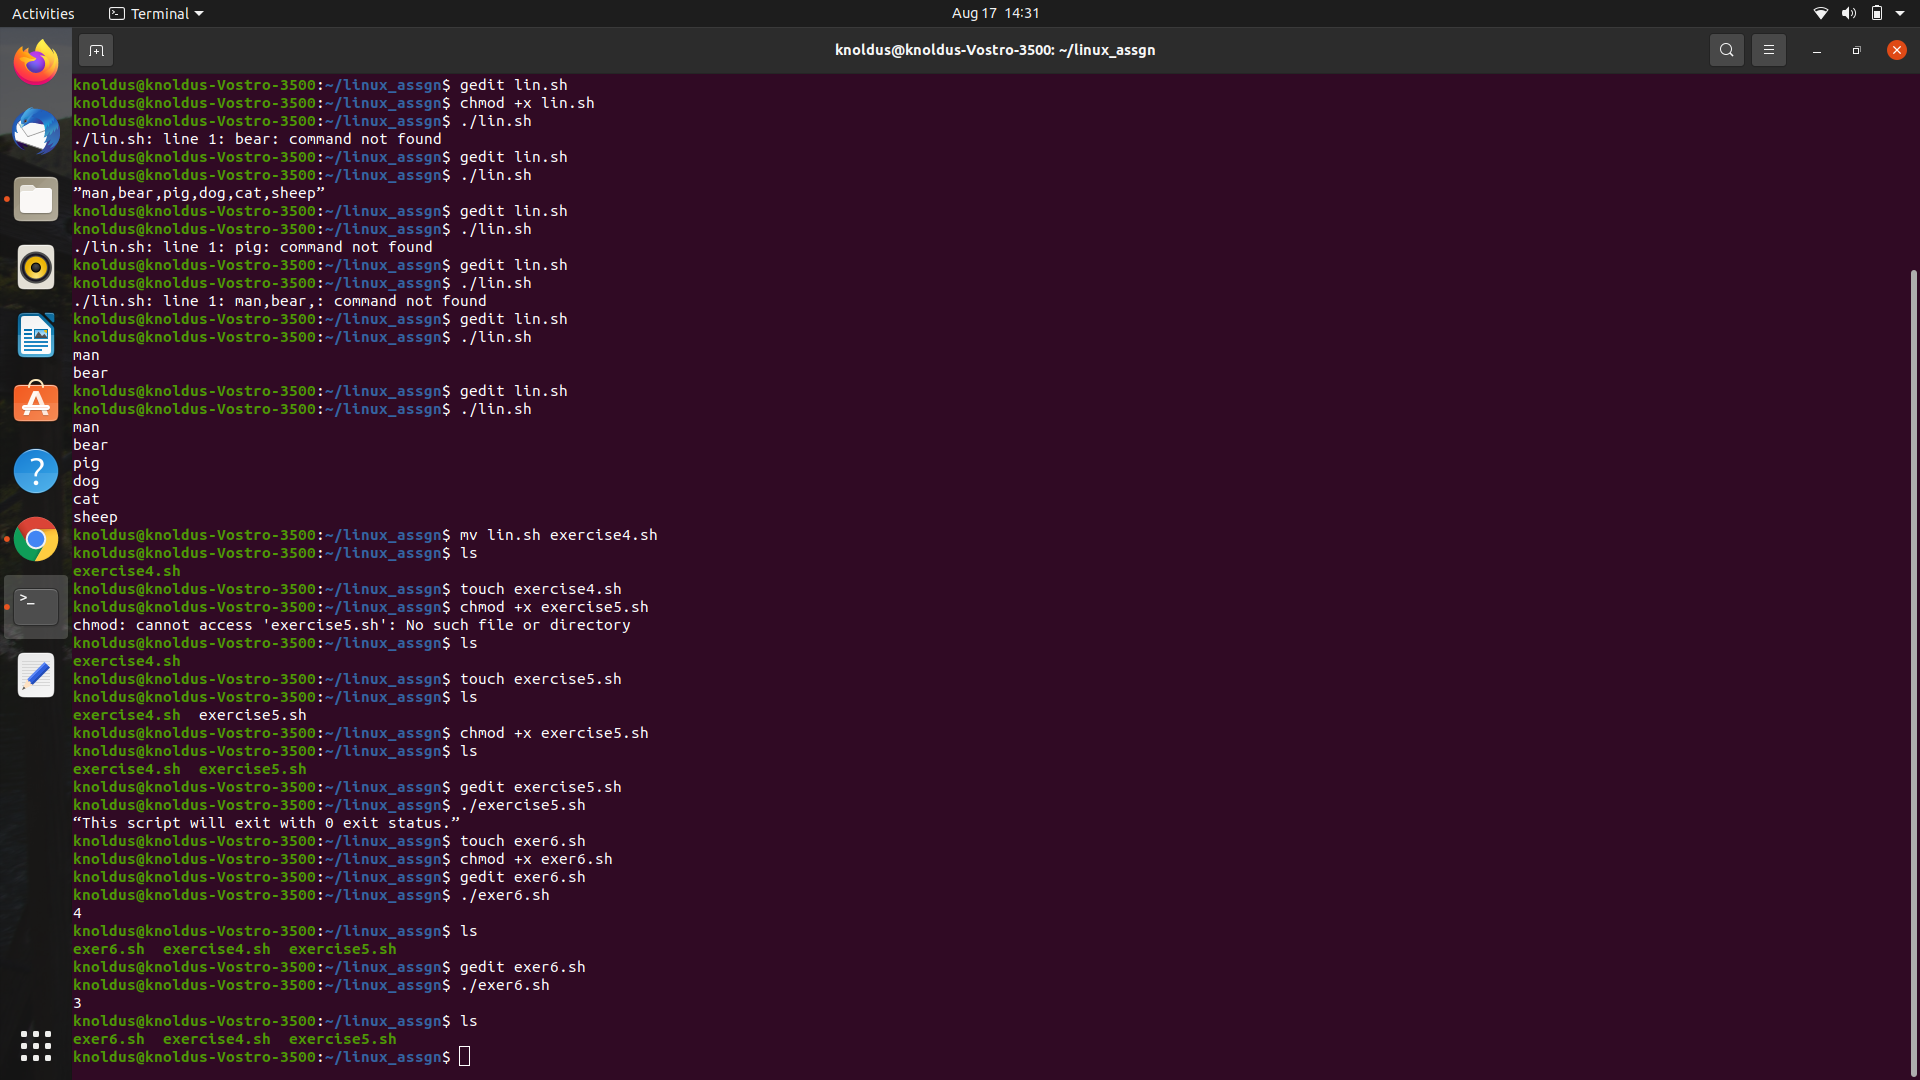 Activities
Terminal
Aug 17 14:31
knoldus@knoldus-Vostro-3500: ~/linux_assgn
knoldus@knoldus-Vostro-3500:~/linux_assgn$ gedit lin.sh
knoldus@knoldus-Vostro-3500:~/linux_assgn$ chmod +x lin.sh
knoldus@knoldus-Vostro-3500:~/linux_assgn$ ./lin.sh
./lin.sh: line 1: bear: command not found
knoldus@knoldus-Vostro-3500:~/linux_assgn$ gedit lin.sh
knoldus@knoldus-Vostro-3500:~/linux_assgn$ ./lin.sh
”man,bear,pig,dog,cat,sheep”
knoldus@knoldus-Vostro-3500:~/linux_assgn$ gedit lin.sh
knoldus@knoldus-Vostro-3500:~/linux_assgn$ ./lin.sh
./lin.sh: line 1: pig: command not found
knoldus@knoldus-Vostro-3500:~/linux_assgn$ gedit lin.sh
knoldus@knoldus-Vostro-3500:~/linux_assgn$ ./lin.sh
./lin.sh: line 1: man,bear,: command not found
knoldus@knoldus-Vostro-3500:~/linux_assgn$ gedit lin.sh
knoldus@knoldus-Vostro-3500:~/linux_assgn$ ./lin.sh
man
bear
knoldus@knoldus-Vostro-3500:~/linux_assgn$ gedit lin.sh
knoldus@knoldus-Vostro-3500:~/linux_assgn$ ./lin.sh
man
bear
pig
dog
cat
sheep
knoldus@knoldus-Vostro-3500:~/linux_assgn$ mv lin.sh exercise4.sh
knoldus@knoldus-Vostro-3500:~/linux_assgn$ ls
exercise4.sh
knoldus@knoldus-Vostro-3500:~/linux_assgn$ touch exercise4.sh
knoldus@knoldus-Vostro-3500:~/linux_assgn$ chmod +x exercise5.sh
chmod: cannot access 'exercise5.sh': No such file or directory
knoldus@knoldus-Vostro-3500:~/linux_assgn$ ls
exercise4.sh
knoldus@knoldus-Vostro-3500:~/linux_assgn$ touch exercise5.sh
knoldus@knoldus-Vostro-3500:~/linux_assgn$ ls
exercise4.sh  exercise5.sh
knoldus@knoldus-Vostro-3500:~/linux_assgn$ chmod +x exercise5.sh
knoldus@knoldus-Vostro-3500:~/linux_assgn$ ls
exercise4.sh  exercise5.sh
knoldus@knoldus-Vostro-3500:~/linux_assgn$ gedit exercise5.sh
knoldus@knoldus-Vostro-3500:~/linux_assgn$ ./exercise5.sh
“This script will exit with 0 exit status.”
knoldus@knoldus-Vostro-3500:~/linux_assgn$ touch exer6.sh
knoldus@knoldus-Vostro-3500:~/linux_assgn$ chmod +x exer6.sh
knoldus@knoldus-Vostro-3500:~/linux_assgn$ gedit exer6.sh
knoldus@knoldus-Vostro-3500:~/linux_assgn$ ./exer6.sh
4
knoldus@knoldus-Vostro-3500:~/linux_assgn$ ls
exer6.sh  exercise4.sh  exercise5.sh
knoldus@knoldus-Vostro-3500:~/linux_assgn$ gedit exer6.sh
knoldus@knoldus-Vostro-3500:~/linux_assgn$ ./exer6.sh
3
knoldus@knoldus-Vostro-3500:~/linux_assgn$ ls
exer6.sh  exercise4.sh  exercise5.sh
knoldus@knoldus-Vostro-3500:~/linux_assgn$